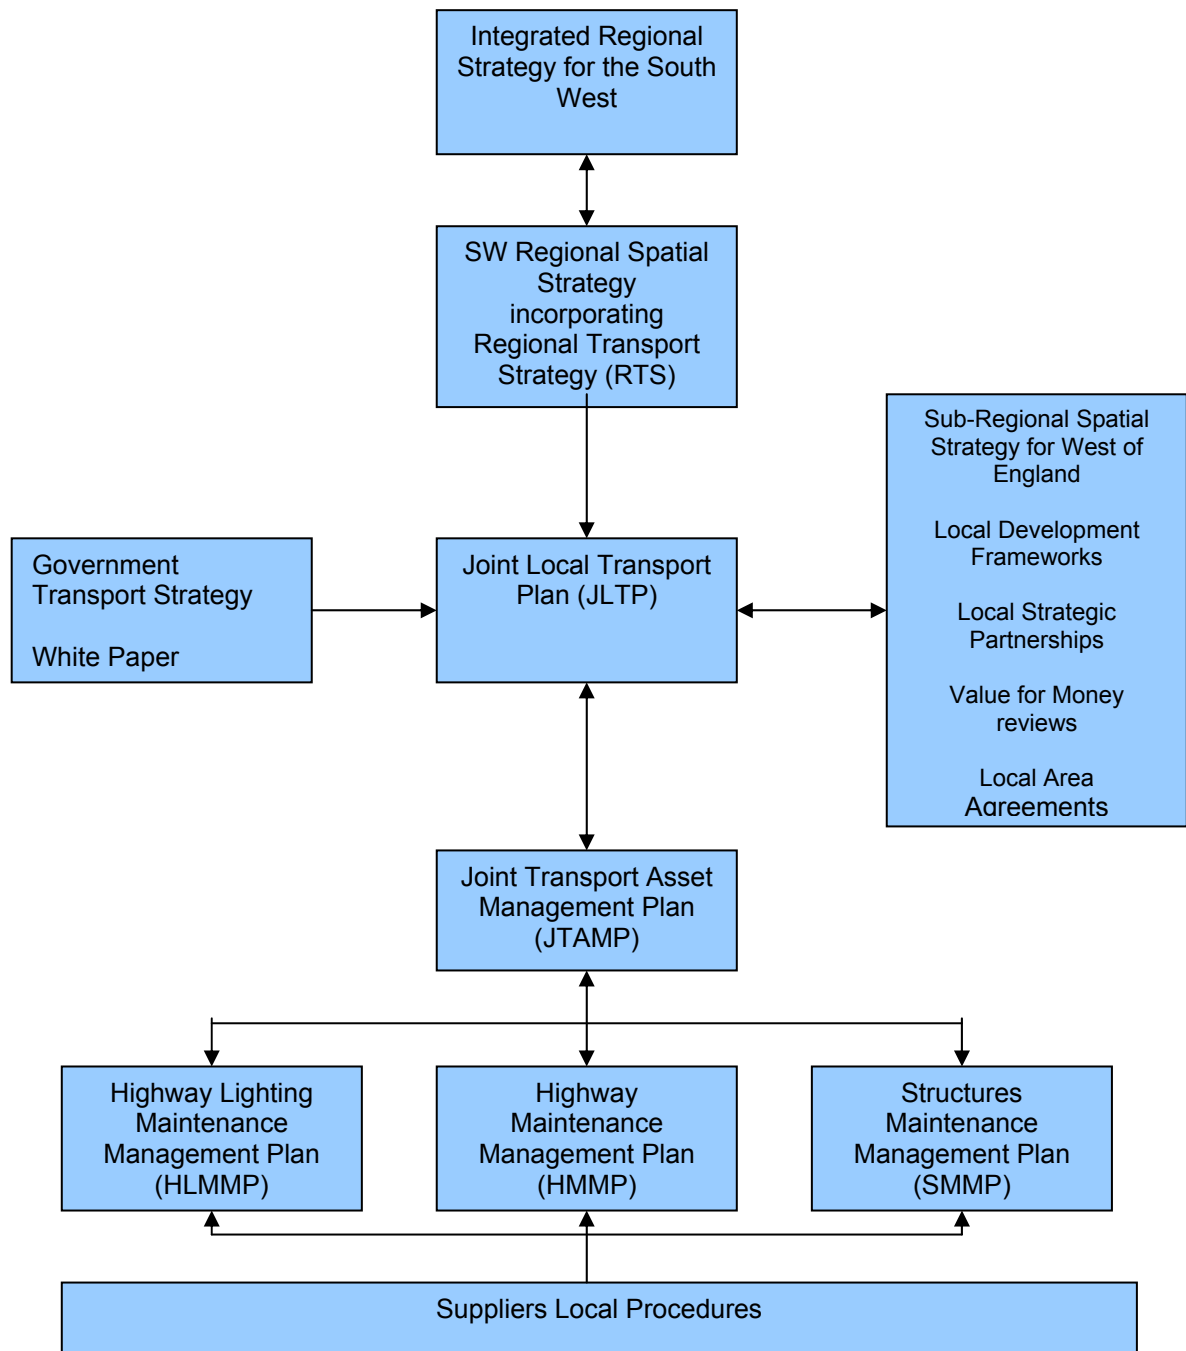 Integrated Regional
Strategy for the South
West
SW Regional Spatial
Strategy
incorporating
Regional Transport
Strategy (RTS)
Sub-Regional Spatial
Strategy for West of
England
Local Development
Frameworks
Local Strategic
Partnerships
Value for Money
reviews
Local Area
Agreements
Government
Transport Strategy
White Paper
Joint Local Transport
Plan (JLTP)
Joint Transport Asset
Management Plan
(JTAMP)
Highway Lighting
Maintenance
Management Plan
(HLMMP)
Highway
Maintenance
Management Plan
(HMMP)
Structures
Maintenance
Management Plan
(SMMP)
Suppliers Local Procedures